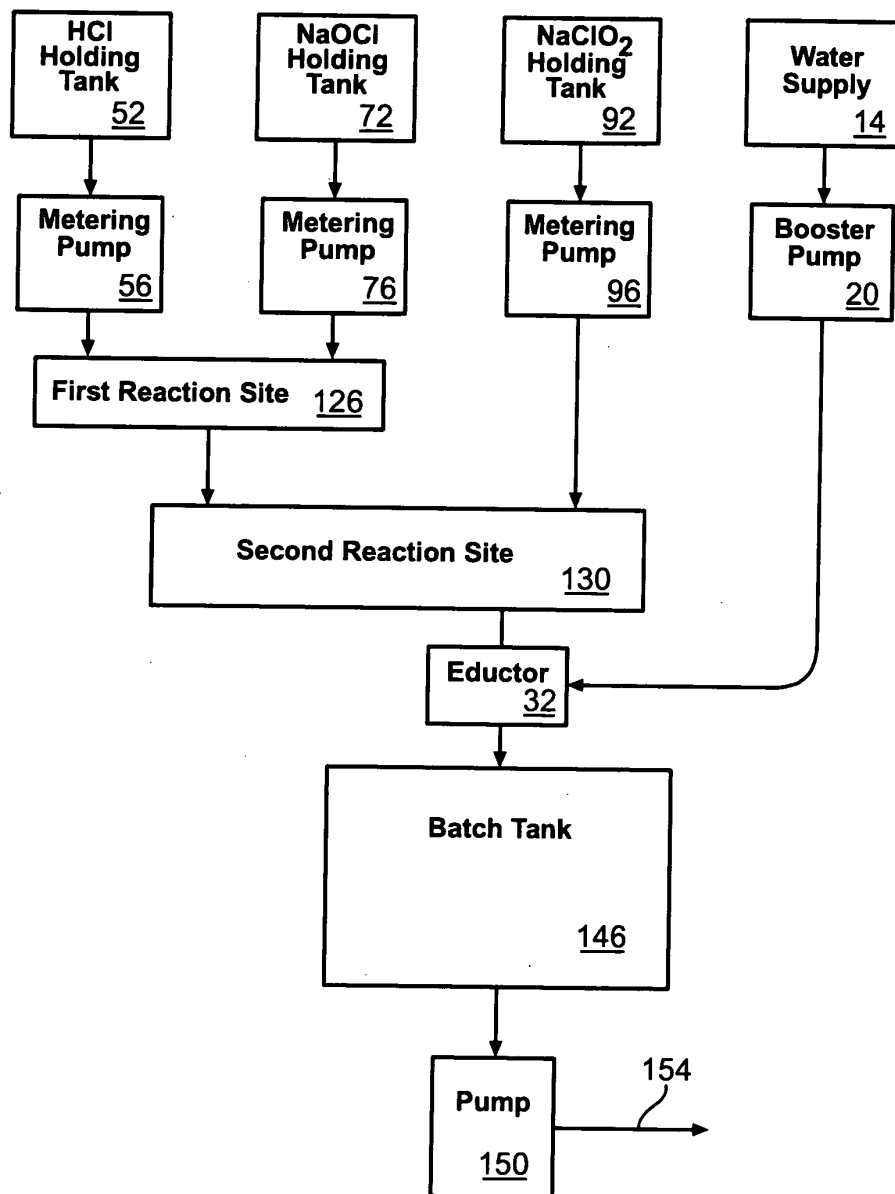 HCl
Holding
Tank
52
NaOCl
Holding
Tank
72
NaClO₂
Holding
Tank
92
Water
Supply
14
Metering
Pump
56
Metering
Pump
76
Metering
Pump
96
Booster
Pump
20
First Reaction Site 126
Second Reaction Site
130
Eductor
32
Batch Tank
146
Pump
150
154